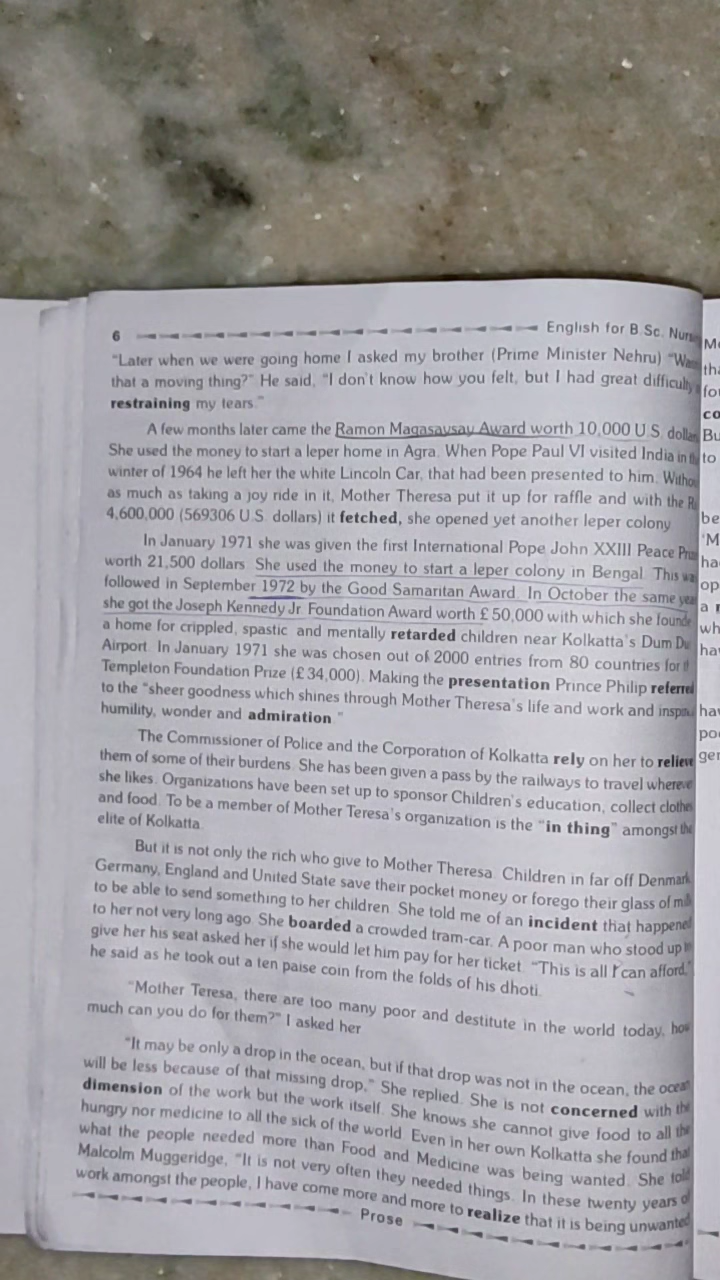 6 English for B.Sc. Nurs
"Later when we were going home I asked my brother (Prime Minister Nehru) "Was
that a moving thing?" He said, "I don't know how you felt, but I had great difficulty
restraining my tears."
A few months later came the Ramon Magasaysay Award worth 10,000 U.S. dollars
She used the money to start a leper home in Agra. When Pope Paul VI visited India in
winter of 1964 he left her the white Lincoln Car, that had been presented to him. Withou
as much as taking a joy ride in it, Mother Theresa put it up for raffle and with the R
4,600,000 (569306 U.S. dollars) it fetched, she opened yet another leper colony
In January 1971 she was given the first International Pope John XXIII Peace Pri
worth 21,500 dollars. She used the money to start a leper colony in Bengal. This wa
followed in September 1972 by the Good Samaritan Award. In October the same yea
she got the Joseph Kennedy Jr. Foundation Award worth £ 50,000 with which she founde
a home for crippled, spastic and mentally retarded children near Kolkatta's Dum Du
Airport. In January 1971 she was chosen out of 2000 entries from 80 countries for
Templeton Foundation Prize (£ 34,000). Making the presentation Prince Philip referred
to the "sheer goodness which shines through Mother Theresa's life and work and inspi
humility, wonder and admiration."
The Commissioner of Police and the Corporation of Kolkatta rely on her to relieve
them of some of their burdens. She has been given a pass by the railways to travel whereve
she likes. Organizations have been set up to sponsor Children's education, collect clothes
and food. To be a member of Mother Teresa's organization is the "in thing" amongst the
elite of Kolkatta.
But it is not only the rich who give to Mother Theresa. Children in far off Denmark,
Germany, England and United State save their pocket money or forego their glass of mil
to be able to send something to her children. She told me of an incident that happened
to her not very long ago. She boarded a crowded tram-car. A poor man who stood up
give her his seat asked her if she would let him pay for her ticket. "This is all I can afford,"
he said as he took out a ten paise coin from the folds of his dhoti.
"Mother Teresa, there are too many poor and destitute in the world today, how
much can you do for them?" I asked her
"It may be only a drop in the ocean, but if that drop was not in the ocean, the ocean
will be less because of that missing drop," She replied. She is not concerned with the
dimension of the work but the work itself. She knows she cannot give food to all the
hungry nor medicine to all the sick of the world. Even in her own Kolkatta she found that
what the people needed more than Food and Medicine was being wanted. She told
Malcolm Muggeridge, "It is not very often they needed things. In these twenty years of
work amongst the people, I have come more and more to realize that it is being unwanted
Prose